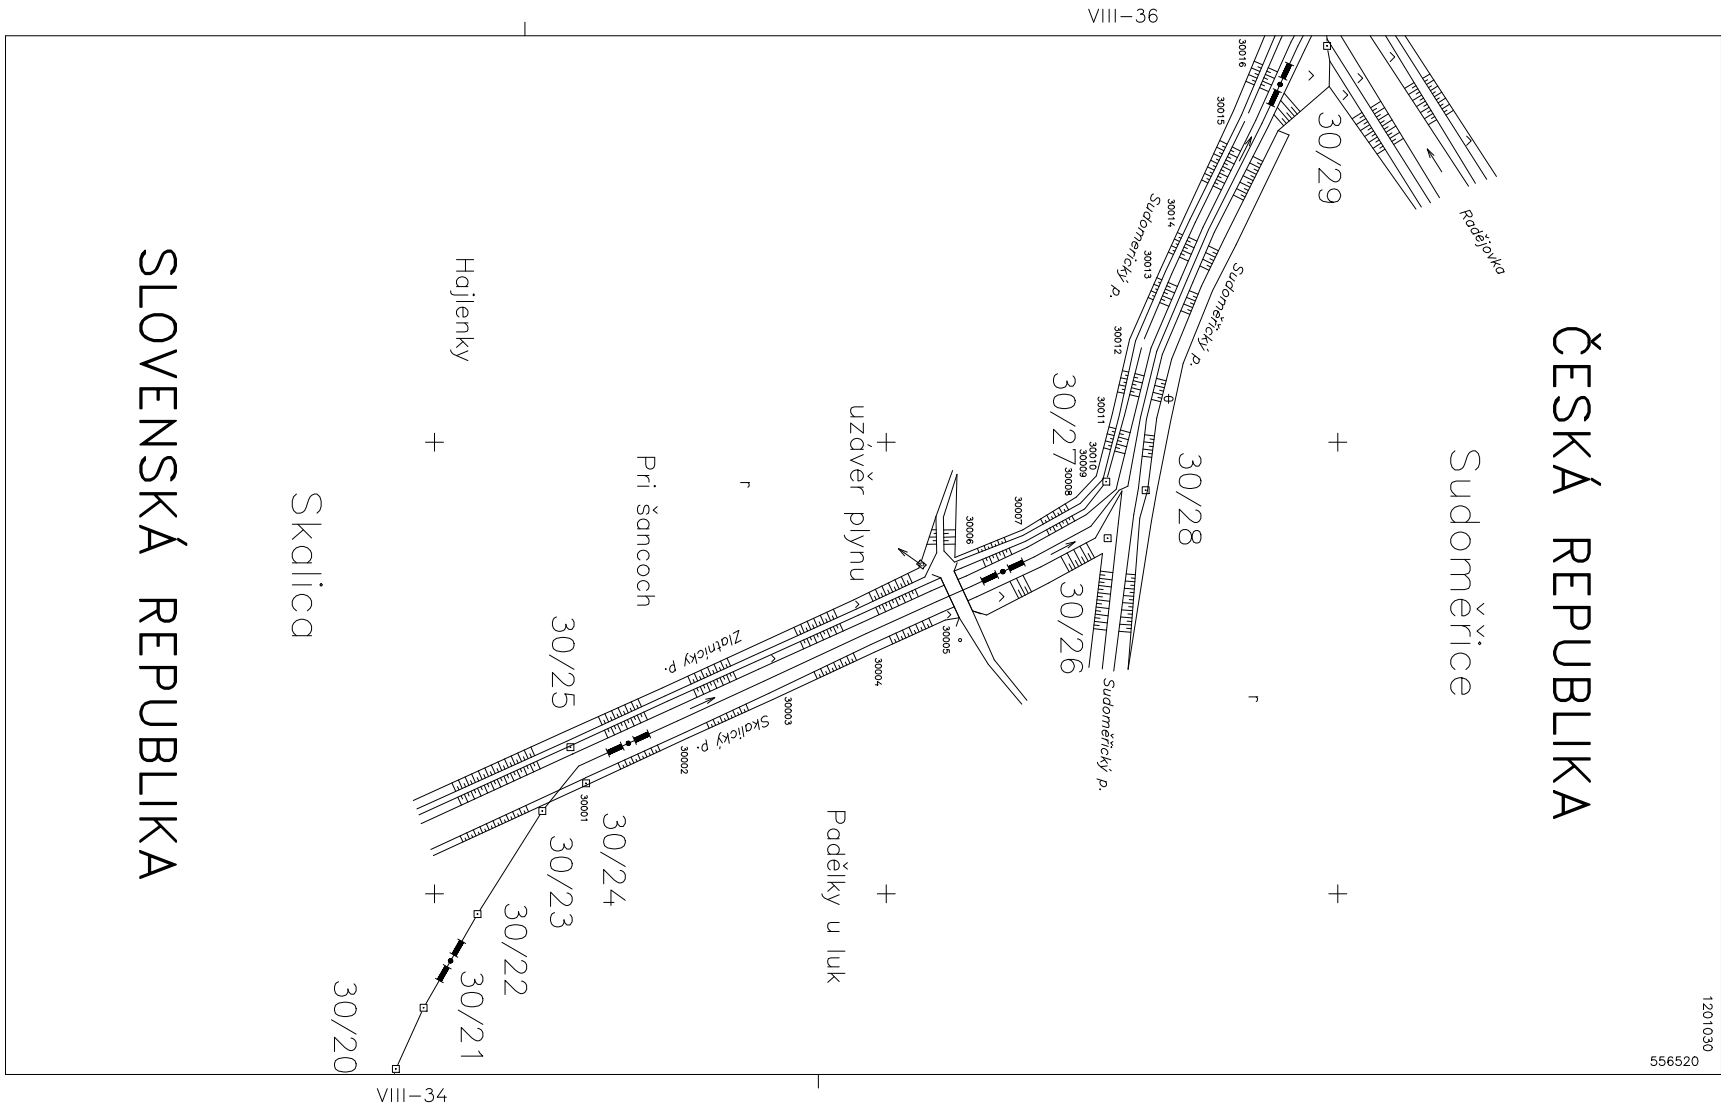 VIII-36
ČESKÁ REPUBLIKA
SLOVENSKÁ REPUBLIKA
Sudoměřice
Skalica
Hajlenky
Pri šancoch
uzávěr plynu
Padělky u luk
Radějovka
Sudoměřický p.
Sudomerický p.
Sudoměřický p.
Zlatnícky p.
Skalický p.
30/29
30/28
30/27
30/26
30/25
30/24
30/23
30/22
30/21
30/20
30016
30015
30014
30013
30012
30011
30010
30009
30008
30007
30006
30005
30004
30003
30002
30001
1201030
556520
VIII-34